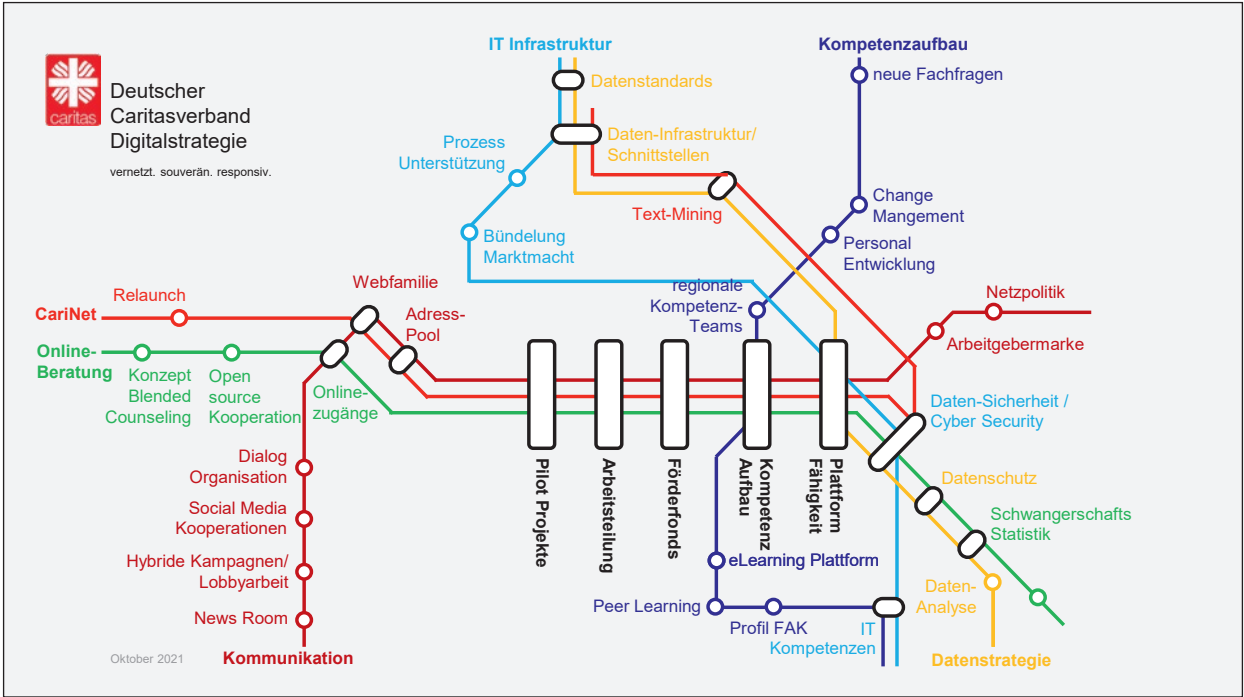 caritas
Deutscher
Caritasverband
Digitalstrategie
vernetzt. souverän. responsiv.
IT Infrastruktur
Datenstandards
Daten-Infrastruktur/
Schnittstellen
Prozess
Unterstützung
Text-Mining
Bündelung
Marktmacht
Kompetenzaufbau
neue Fachfragen
Change
Mangement
Personal
Entwicklung
regionale
Kompetenz-
Teams
Netzpolitik
Arbeitgebermarke
CariNet
Relaunch
Webfamilie
Adress-
Pool
Online-
Beratung
Konzept
Blended
Counseling
Open
source
Kooperation
Online-
zugänge
Dialog
Organisation
Social Media
Kooperationen
Hybride Kampagnen/
Lobbyarbeit
News Room
Kommunikation
Pilot Projekte
Arbeitsteilung
Förderfonds
Kompetenz
Aufbau
Plattform
Fähigkeit
Daten-Sicherheit /
Cyber Security
Datenschutz
Schwangerschafts
Statistik
eLearning Plattform
Peer Learning
Profil FAK
IT
Kompetenzen
Daten-
Analyse
Datenstrategie
Oktober 2021